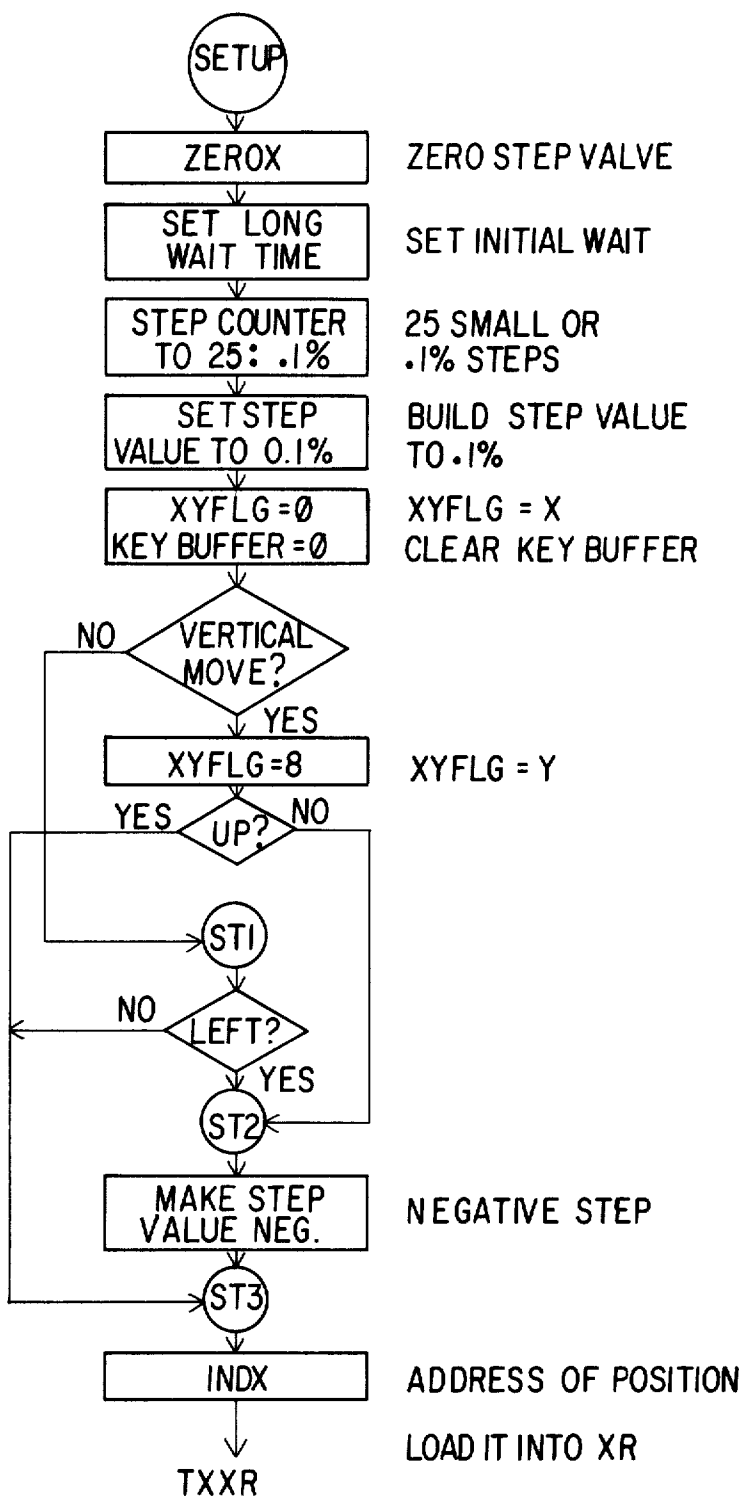 SETUP
ZEROX
ZERO STEP VALVE
SET LONG
WAIT TIME
SET INITIAL WAIT
STEP COUNTER
TO 25: .1%
25 SMALL OR
.1% STEPS
SET STEP
VALUE TO 0.1%
BUILD STEP VALUE
TO .1%
XYFLG=Ø
KEY BUFFER=Ø
XYFLG = X
CLEAR KEY BUFFER
NO
VERTICAL
MOVE?
YES
XYFLG=8
XYFLG = Y
YES
UP?
NO
ST1
NO
LEFT?
YES
ST2
MAKE STEP
VALUE NEG.
NEGATIVE STEP
ST3
INDX
ADDRESS OF POSITION
LOAD IT INTO XR
TXXR